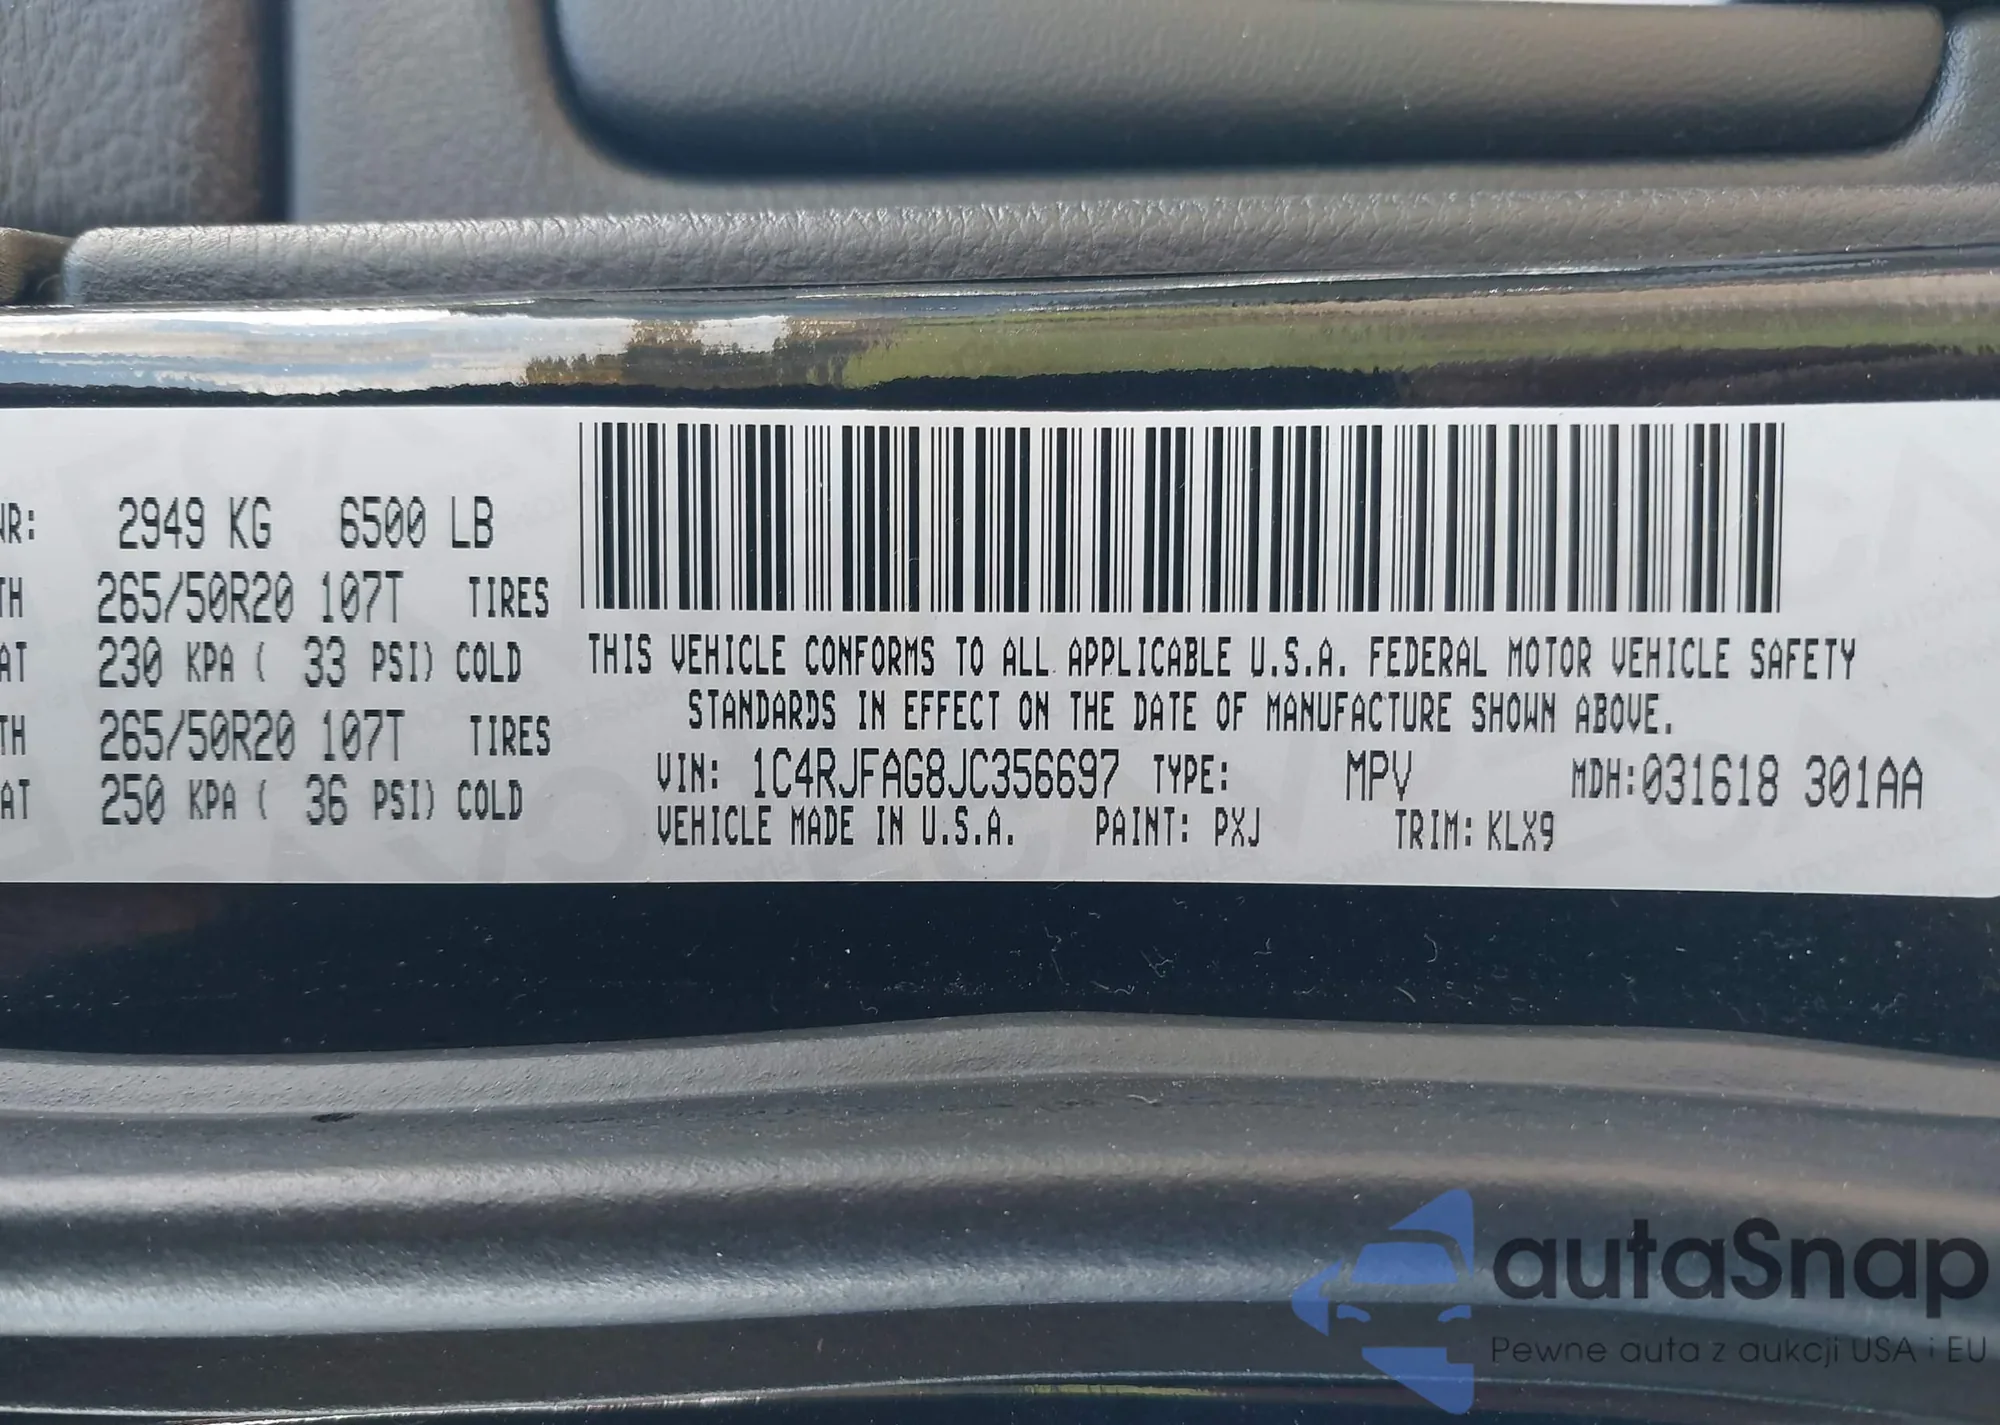 WR: 2949 KG 6500 LB
TH 265/50R20 107T TIRES
AT 230 KPA ( 33 PSI) COLD
TH 265/50R20 107T TIRES
AT 250 KPA ( 36 PSI) COLD
THIS VEHICLE CONFORMS TO ALL APPLICABLE U.S.A. FEDERAL MOTOR VEHICLE SAFETY
STANDARDS IN EFFECT ON THE DATE OF MANUFACTURE SHOWN ABOVE.
VIN: 1C4RJFAG8JC356697 TYPE: MPV MDH:031618 301AA
VEHICLE MADE IN U.S.A. PAINT: PXJ TRIM: KLX9
autaSnap
Pewne auta z aukcji USA i EU